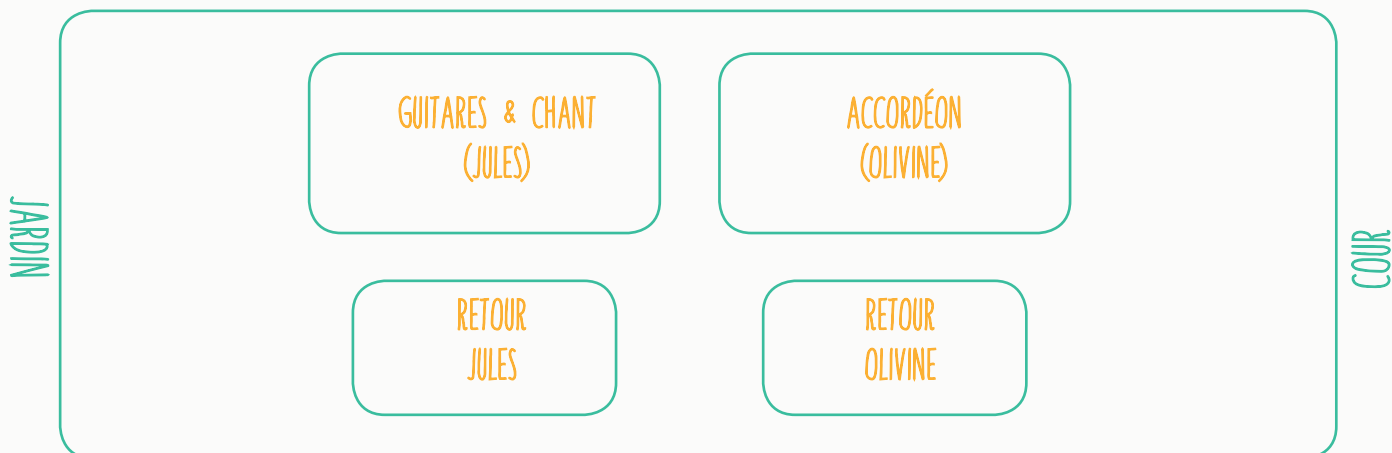 GUITARES & CHANT
(JULES)
ACCORDÉON
(OLIVINE)
JARDIN
COUR
RETOUR
JULES
RETOUR
OLIVINE